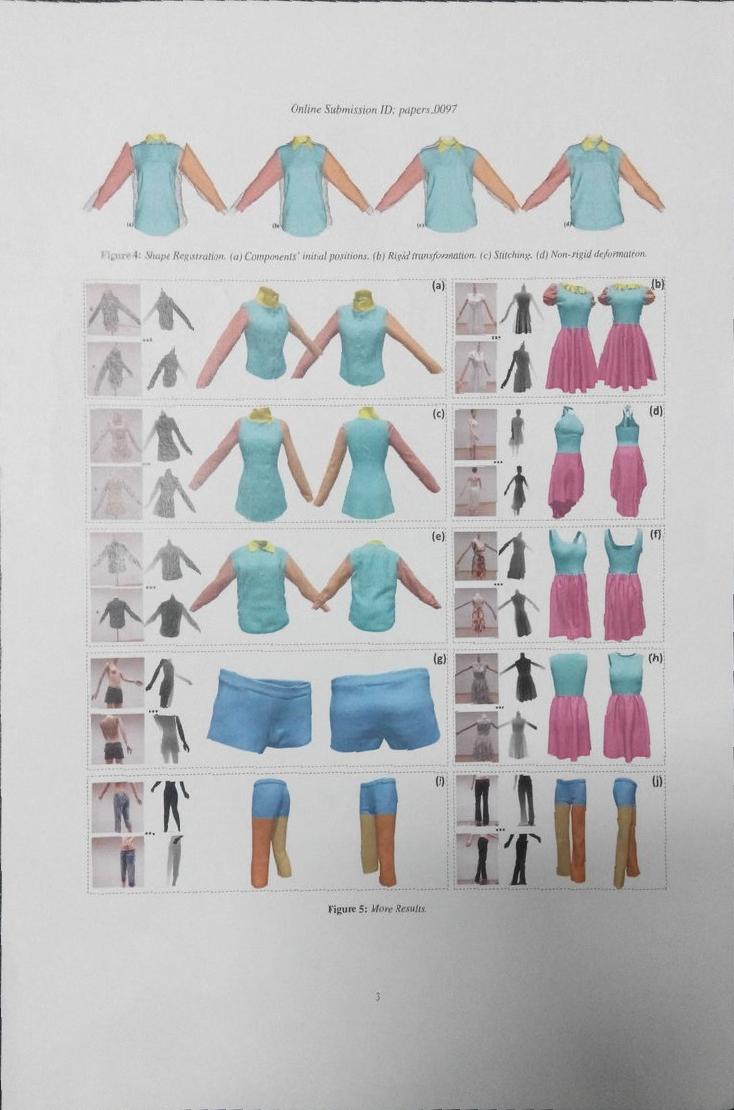 Online Submission ID: papers_0097
(a) (b) (c) (d)
Figure 4: Shape Registration. (a) Components' initial positions. (b) Rigid transformation. (c) Stitching. (d) Non-rigid deformation.
(a) (b)
(c) (d)
(e) (f)
(g) (h)
(i) (j)
Figure 5: More Results.
3